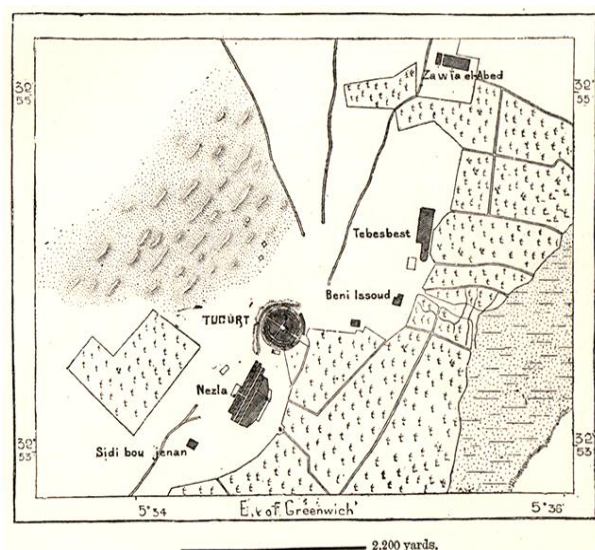 Zawia el-Abed
32
55
32
55
Tebesbest
Beni Issoud
TUGURT
Nezla
Sidi bou jenan
32
53
32
53
5°34
E. of Greenwich
5°36'
2,200 yards.